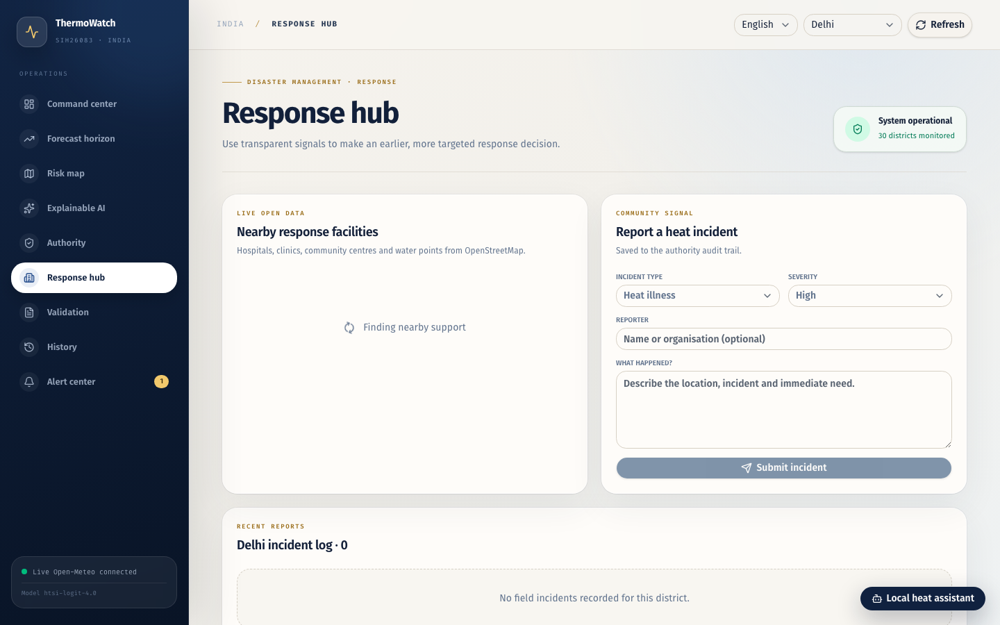 ThermoWatch
SIH26083 · INDIA
OPERATIONS
Command center
Forecast horizon
Risk map
Explainable AI
Authority
Response hub
Validation
History
Alert center
1
Live Open-Meteo connected
Model htsi-logit-4.0
INDIA / RESPONSE HUB
English
Delhi
Refresh
DISASTER MANAGEMENT · RESPONSE
Response hub
Use transparent signals to make an earlier, more targeted response decision.
System operational
30 districts monitored
LIVE OPEN DATA
Nearby response facilities
Hospitals, clinics, community centres and water points from OpenStreetMap.
Finding nearby support
COMMUNITY SIGNAL
Report a heat incident
Saved to the authority audit trail.
INCIDENT TYPE
SEVERITY
Heat illness
High
REPORTER
Name or organisation (optional)
WHAT HAPPENED?
Describe the location, incident and immediate need.
Submit incident
RECENT REPORTS
Delhi incident log · 0
No field incidents recorded for this district.
Local heat assistant